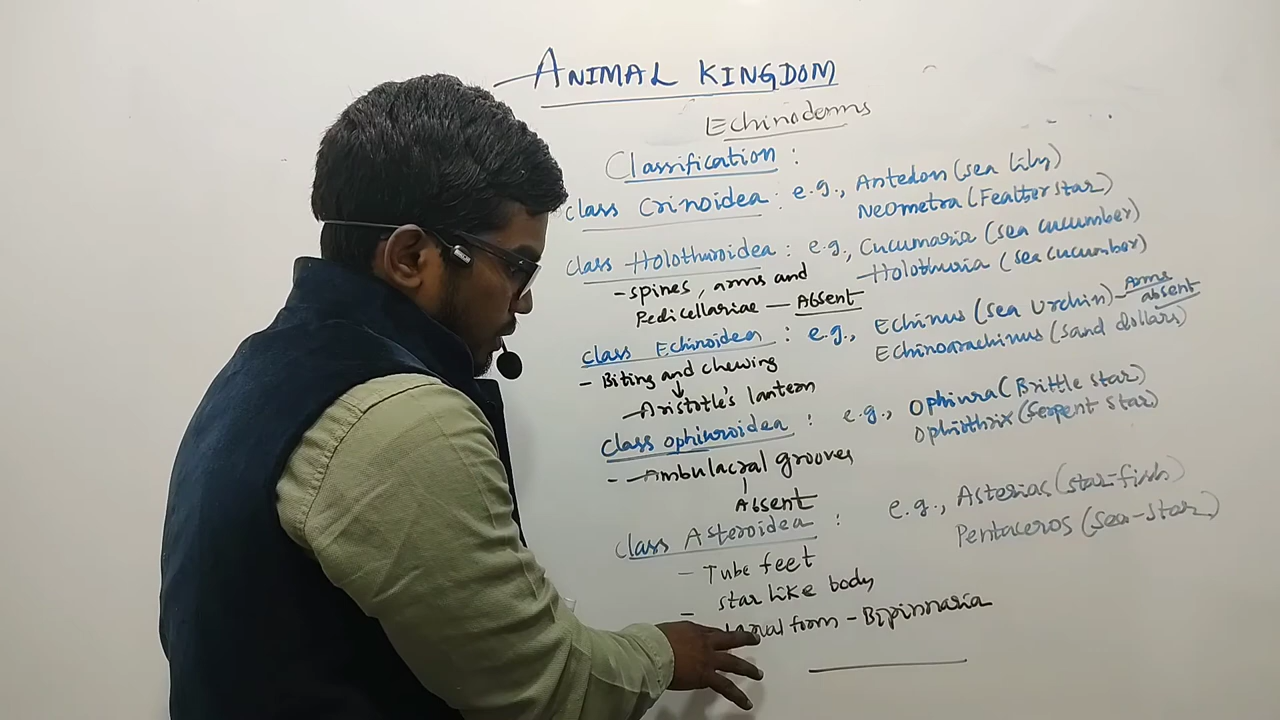 ANIMAL KINGDOM
Echinoderms
Classification :
class Crinoidea : e.g., Antedon (sea lily)
Neometra (Feather star)
class Holothuroidea : e.g., Cucumaria (sea cucumber)
- spines, arms and Holothuria (sea cucumber)
Pedicellariae — Absent
class Echinoidea : e.g., Echinus (sea urchin) - Arms absent
- Biting and chewing Echinoarachinus (sand dollars)
Aristotle's lantern
class ophiuroidea : e.g., Ophiura (Brittle star)
Ophiothrix (serpent star)
- Ambulacral grooves
Absent
class Asteroidea : e.g., Asterias (star-fish)
Pentaceros (sea-star)
- Tube feet
- star like body
Larval form - Bipinnaria